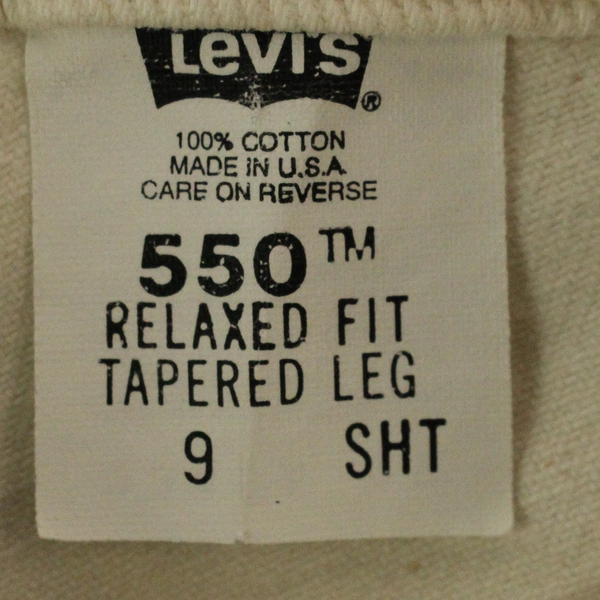 Levi's®
100% COTTON
MADE IN U.S.A.
CARE ON REVERSE
550™
RELAXED FIT
TAPERED LEG
9 SHT